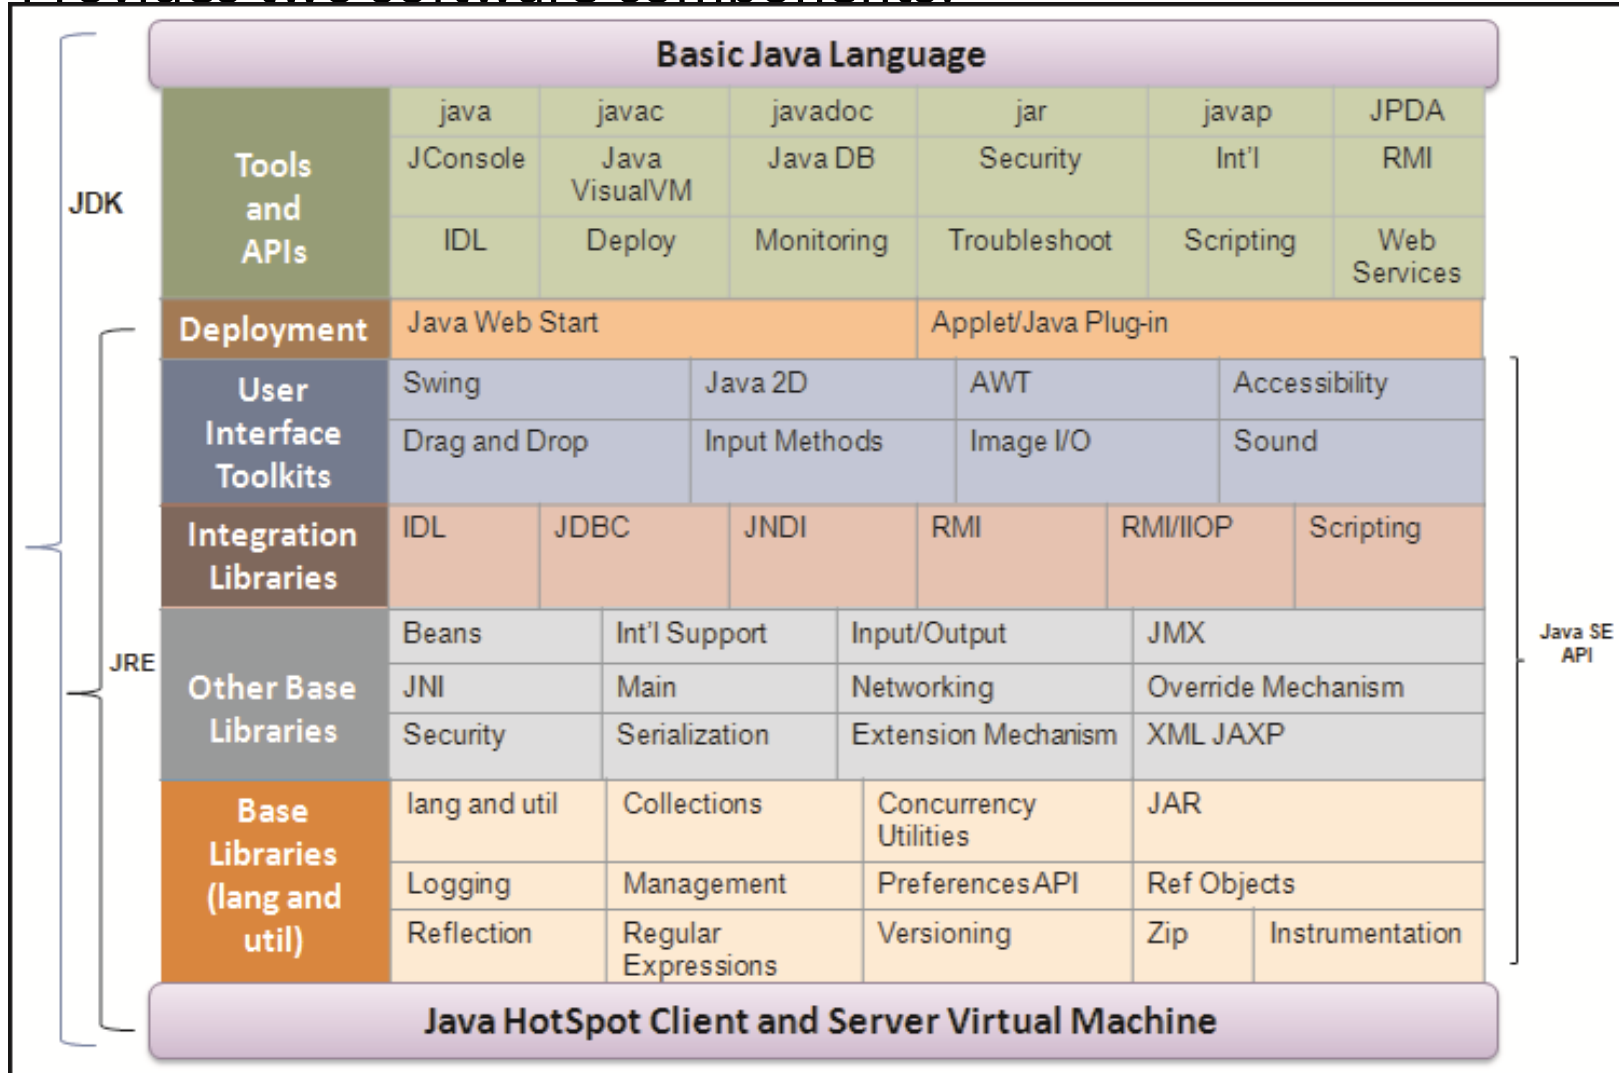 Provides two software components:
Basic Java Language
JDK
Tools
and
APIs
java javac javadoc jar javap JPDA
JConsole Java VisualVM Java DB Security Int'l RMI
IDL Deploy Monitoring Troubleshoot Scripting Web Services
Deployment
Java Web Start Applet/Java Plug-in
User
Interface
Toolkits
Swing Java 2D AWT Accessibility
Drag and Drop Input Methods Image I/O Sound
Integration
Libraries
IDL JDBC JNDI RMI RMI/IIOP Scripting
JRE
Other Base
Libraries
Beans Int'l Support Input/Output JMX
JNI Main Networking Override Mechanism
Security Serialization Extension Mechanism XML JAXP
Java SE
API
Base
Libraries
(lang and
util)
lang and util Collections Concurrency Utilities JAR
Logging Management Preferences API Ref Objects
Reflection Regular Expressions Versioning Zip Instrumentation
Java HotSpot Client and Server Virtual Machine